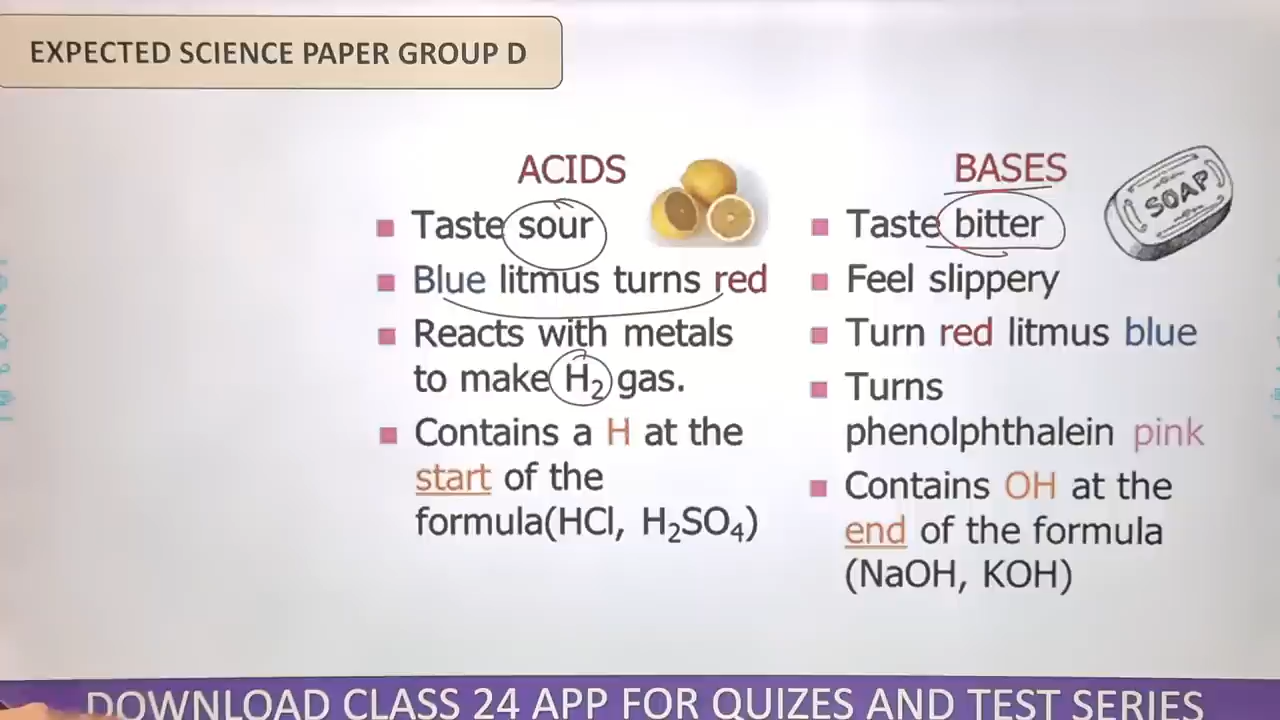 EXPECTED SCIENCE PAPER GROUP D
ACIDS
Taste sour
Blue litmus turns red
Reacts with metals
to make H₂ gas.
Contains a H at the
start of the
formula(HCl, H₂SO₄)
BASES
SOAP
Taste bitter
Feel slippery
Turn red litmus blue
Turns
phenolphthalein pink
Contains OH at the
end of the formula
(NaOH, KOH)
DOWNLOAD CLASS 24 APP FOR QUIZES AND TEST SERIES